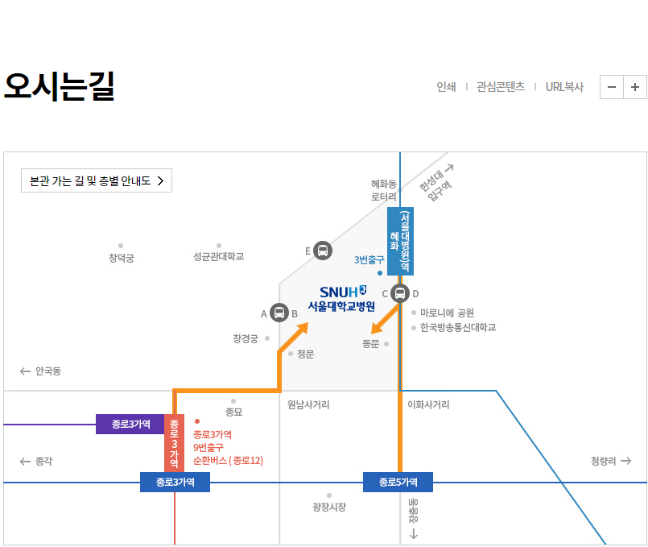 오시는길
인쇄
관심콘텐츠
URL복사
− +
본관 가는 길 및 층별 안내도 >
혜화동
로터리
한성대
입구역
혜화
(서울대병원)역
창덕궁
성균관대학교
E
3번출구
SNUH
서울대학교병원
C D
A B
마로니에 공원
한국방송통신대학교
창경궁
정문
동문
← 안국동
종묘
원남사거리
이화사거리
종로3가역
종로3가역
종로3가역
9번출구
순환버스 ( 종로12)
← 종각
종로3가역
종로5가역
청량리 →
광장시장
← 장충동